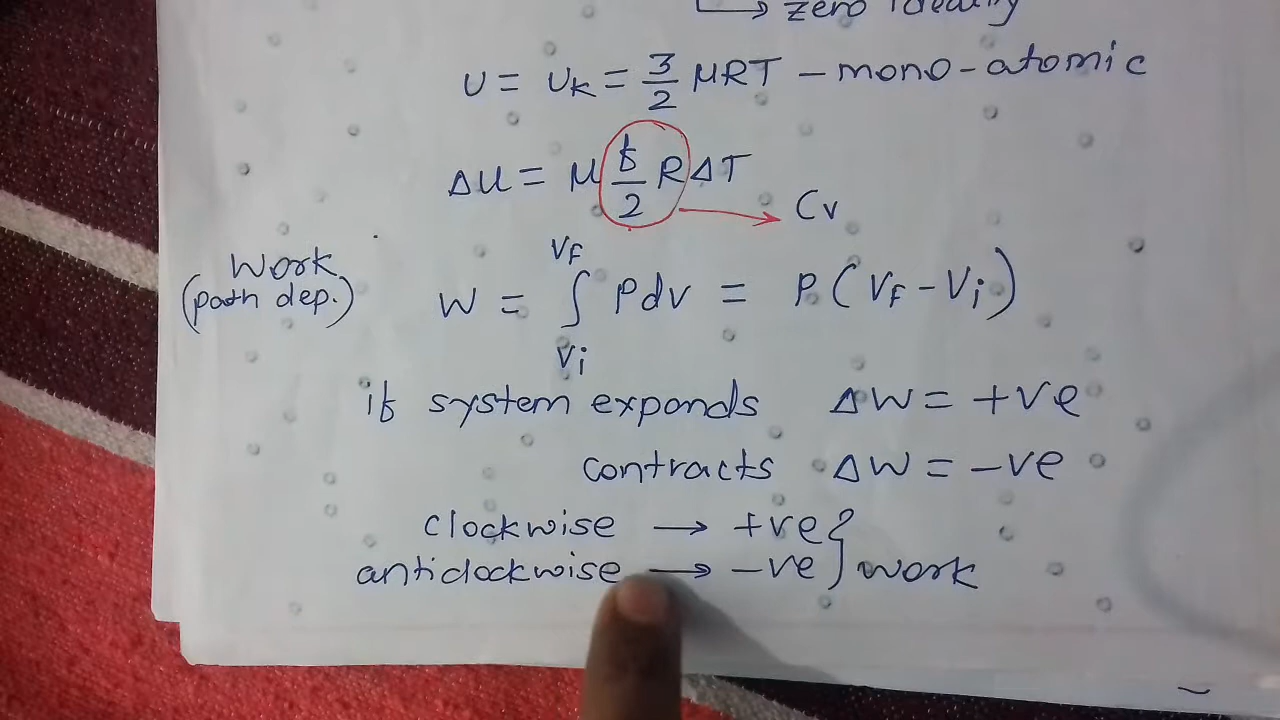 → zero ideally
U = UK = 3/2 μRT - mono-atomic
ΔU = μ f/2 R ΔT
→ Cv
Work
(path dep.)
W = ∫ Vi VF PdV = P(VF - Vi)
if system expands ΔW = +ve
contracts ΔW = -ve
clockwise → +ve
anticlockwise → -ve } work